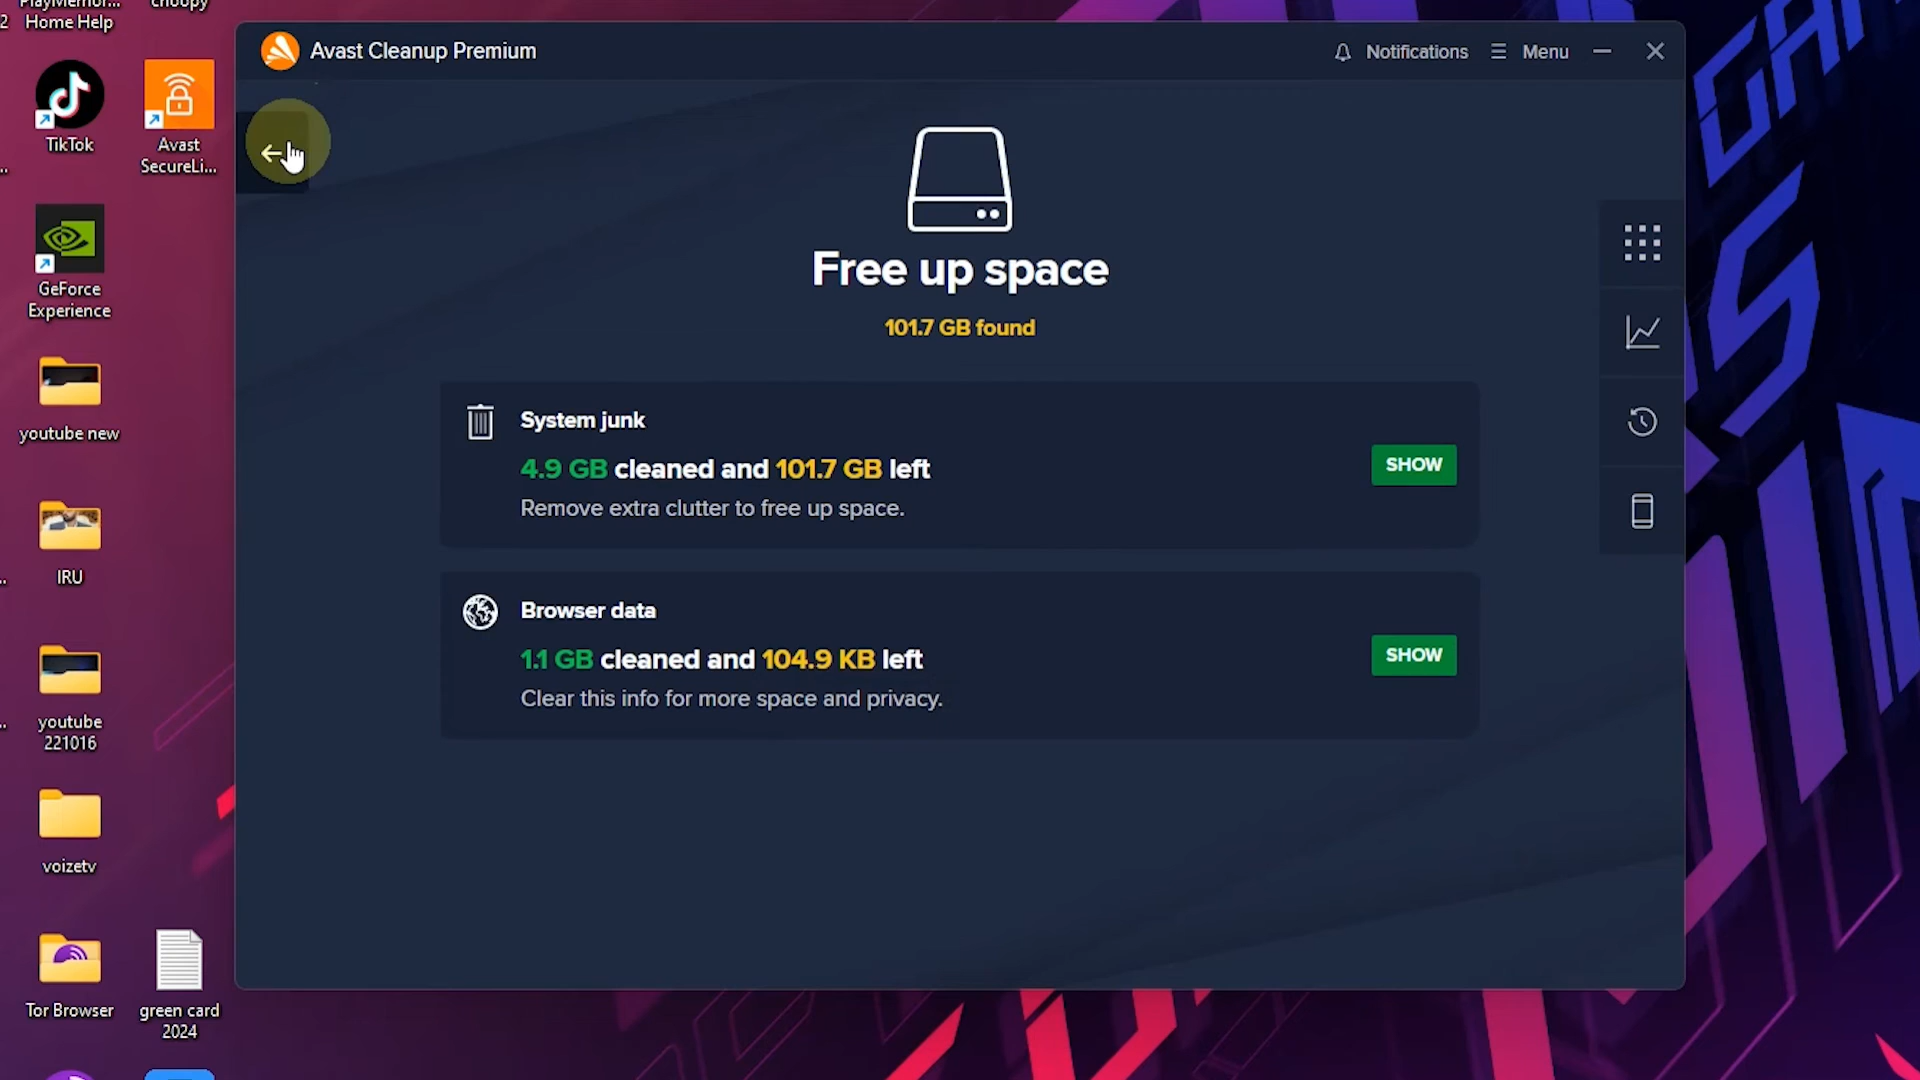 PlayMemor...
Home Help
choopy
2
TikTok
Avast
SecureLi...
GeForce
Experience
youtube new
IRU
youtube
221016
voizetv
Tor Browser
green card
2024
Avast Cleanup Premium
Notifications
Menu
Free up space
101.7 GB found
System junk
4.9 GB cleaned and 101.7 GB left
Remove extra clutter to free up space.
SHOW
Browser data
1.1 GB cleaned and 104.9 KB left
Clear this info for more space and privacy.
SHOW